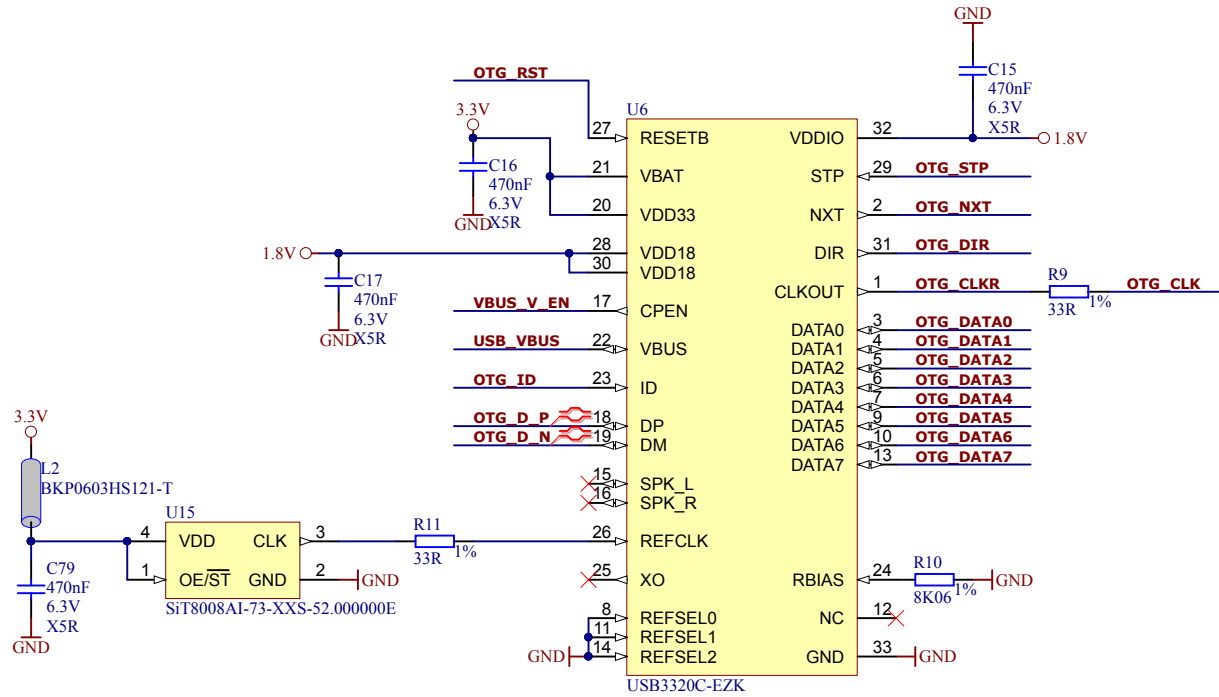 GND
C15
470nF
6.3V
X5R
OTG_RST
U6
3.3V
27 RESETB
VDDIO 32
1.8V
C16
470nF
6.3V
X5R
GND
21 VBAT
STP 29 OTG_STP
20 VDD33
NXT 2 OTG_NXT
1.8V
28 VDD18
DIR 31 OTG_DIR
30 VDD18
C17
470nF
6.3V
X5R
GND
CLKOUT 1 OTG_CLKR
R9
33R
1%
OTG_CLK
VBUS_V_EN 17 CPEN
DATA0 3 OTG_DATA0
USB_VBUS 22 VBUS
DATA1 4 OTG_DATA1
DATA2 5 OTG_DATA2
OTG_ID 23 ID
DATA3 6 OTG_DATA3
DATA4 7 OTG_DATA4
OTG_D_P 18 DP
DATA5 9 OTG_DATA5
OTG_D_N 19 DM
DATA6 10 OTG_DATA6
DATA7 13 OTG_DATA7
3.3V
L2
BKP0603HS121-T
15 SPK_L
16 SPK_R
U15
4 VDD CLK 3
R11
33R
1%
26 REFCLK
1 OE/ST GND 2 GND
SiT8008AI-73-XXS-52.000000E
C79
470nF
6.3V
X5R
GND
25 XO
RBIAS 24
R10
8K06
1%
GND
8 REFSEL0
NC 12
11 REFSEL1
14 REFSEL2
GND
GND 33 GND
USB3320C-EZK